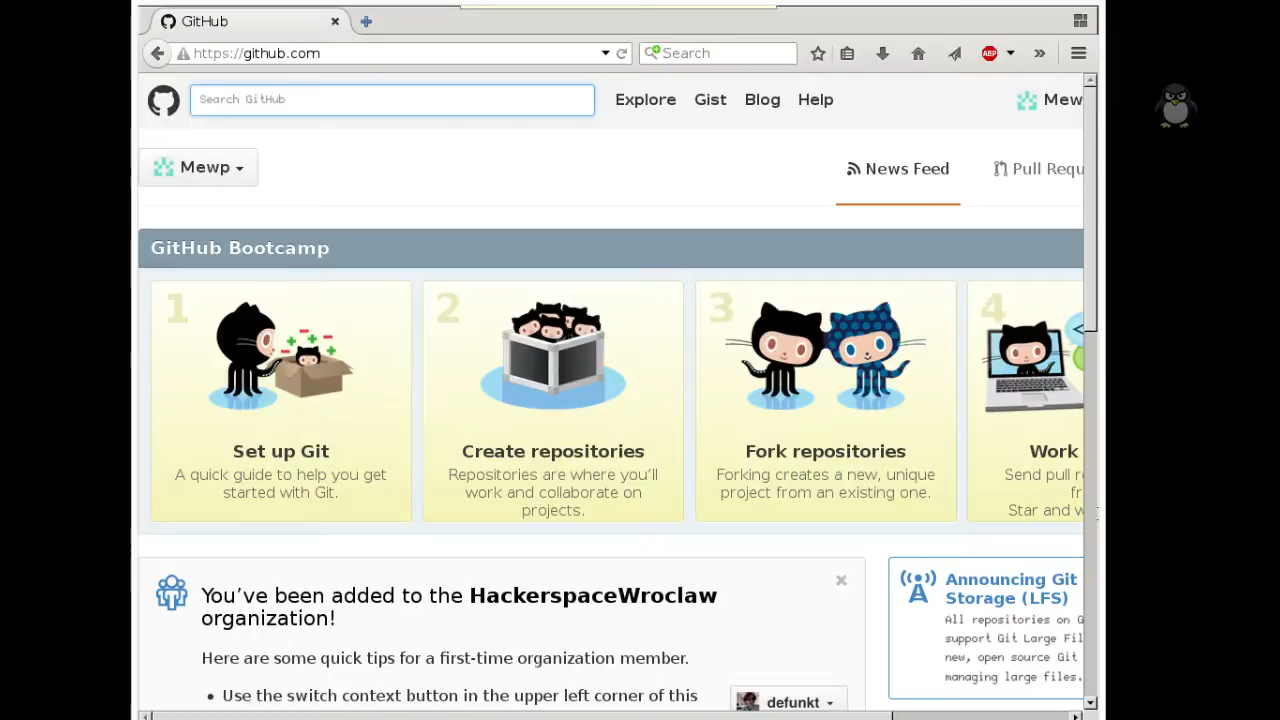 GitHub
https://github.com
Search
ABP
Search GitHub
Explore Gist Blog Help
Mew
Mewp
News Feed
Pull Requ
GitHub Bootcamp
1
Set up Git
A quick guide to help you get
started with Git.
2
Create repositories
Repositories are where you’ll
work and collaborate on
projects.
3
Fork repositories
Forking creates a new, unique
project from an existing one.
4
Work
Send pull re
fr
Star and w
You’ve been added to the HackerspaceWroclaw
organization!
Here are some quick tips for a first-time organization member.
• Use the switch context button in the upper left corner of this
defunkt
Announcing Git
Storage (LFS)
All repositories on G
support Git Large Fil
new, open source Git
managing large files.